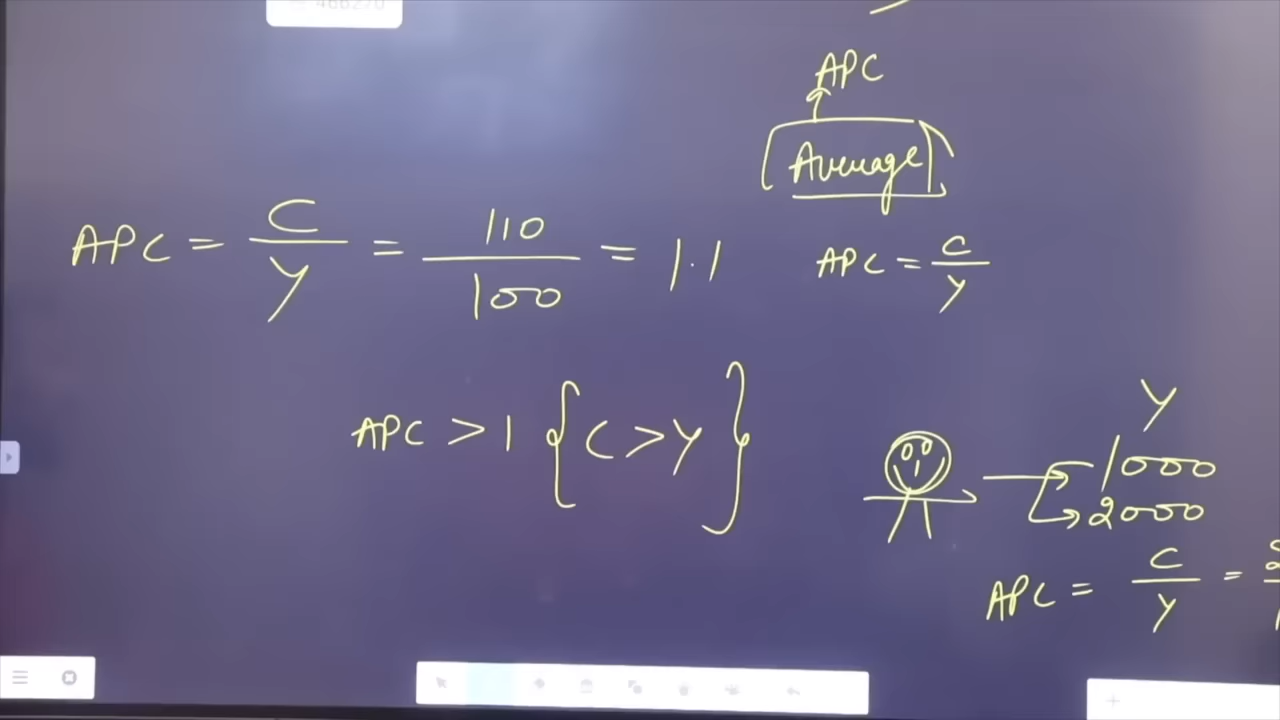 APC
Average
APC = C/Y = 110/100 = 1.1
APC = C/Y
APC > 1 { C > Y }
Y
1000
2000
APC = C/Y =